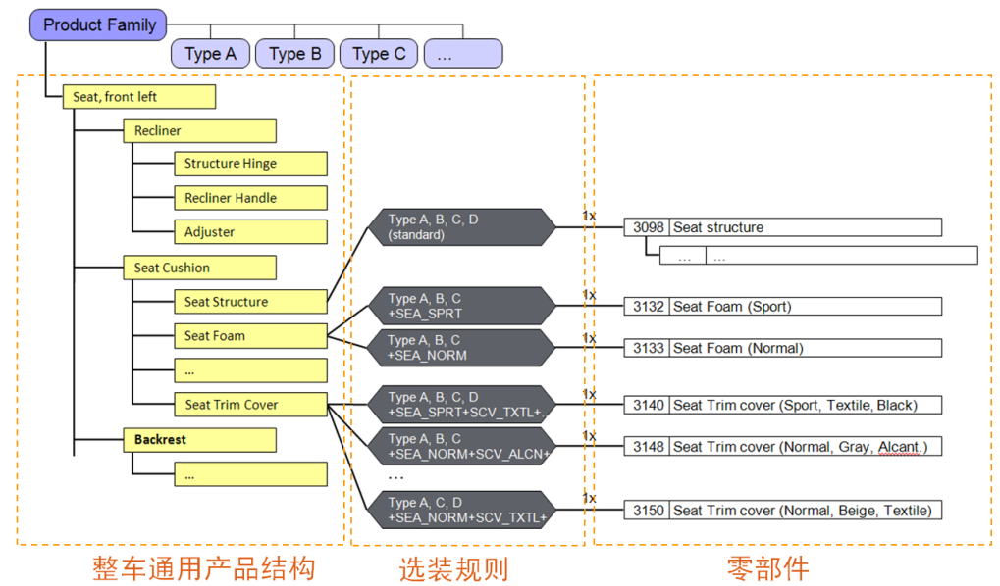 Product Family
Type A
Type B
Type C
...
Seat, front left
Recliner
Structure Hinge
Recliner Handle
Adjuster
Seat Cushion
Seat Structure
Seat Foam
...
Seat Trim Cover
Backrest
...
Type A, B, C, D
(standard)
Type A, B, C
+SEA_SPRT
Type A, B, C
+SEA_NORM
Type A, B, C, D
+SEA_SPRT+SCV_TXTL+...
Type A, B, C
+SEA_NORM+SCV_ALCN+
...
Type A, C, D
+SEA_NORM+SCV_TXTL+
1x
3098 Seat structure
... ...
1x
3132 Seat Foam (Sport)
1x
3133 Seat Foam (Normal)
1x
3140 Seat Trim cover (Sport, Textile, Black)
1x
3148 Seat Trim cover (Normal, Gray, Alcant.)
1x
3150 Seat Trim cover (Normal, Beige, Textile)
整车通用产品结构
选装规则
零部件